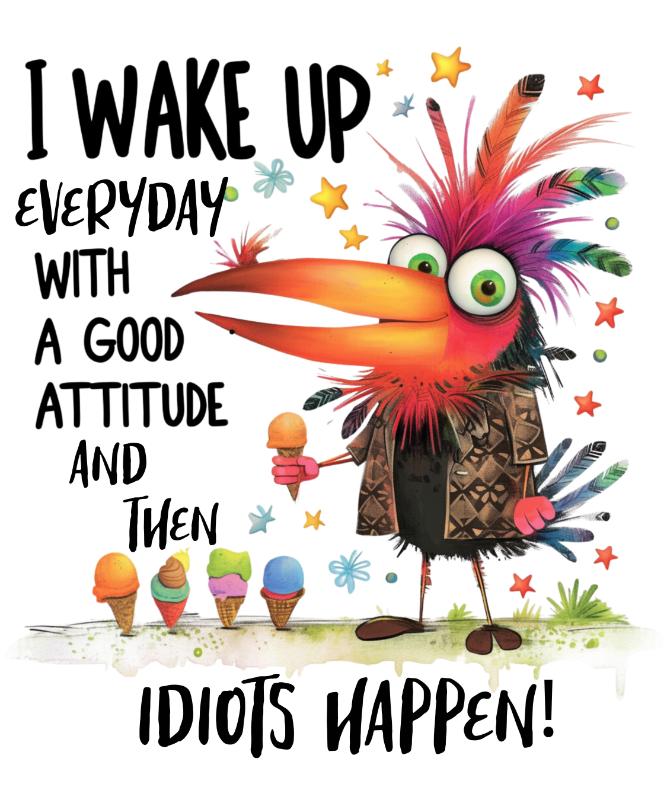 I WAKE UP
EVERYDAY
WITH
A GOOD
ATTITUDE
AND
THEN
IDIOTS HAPPEN!